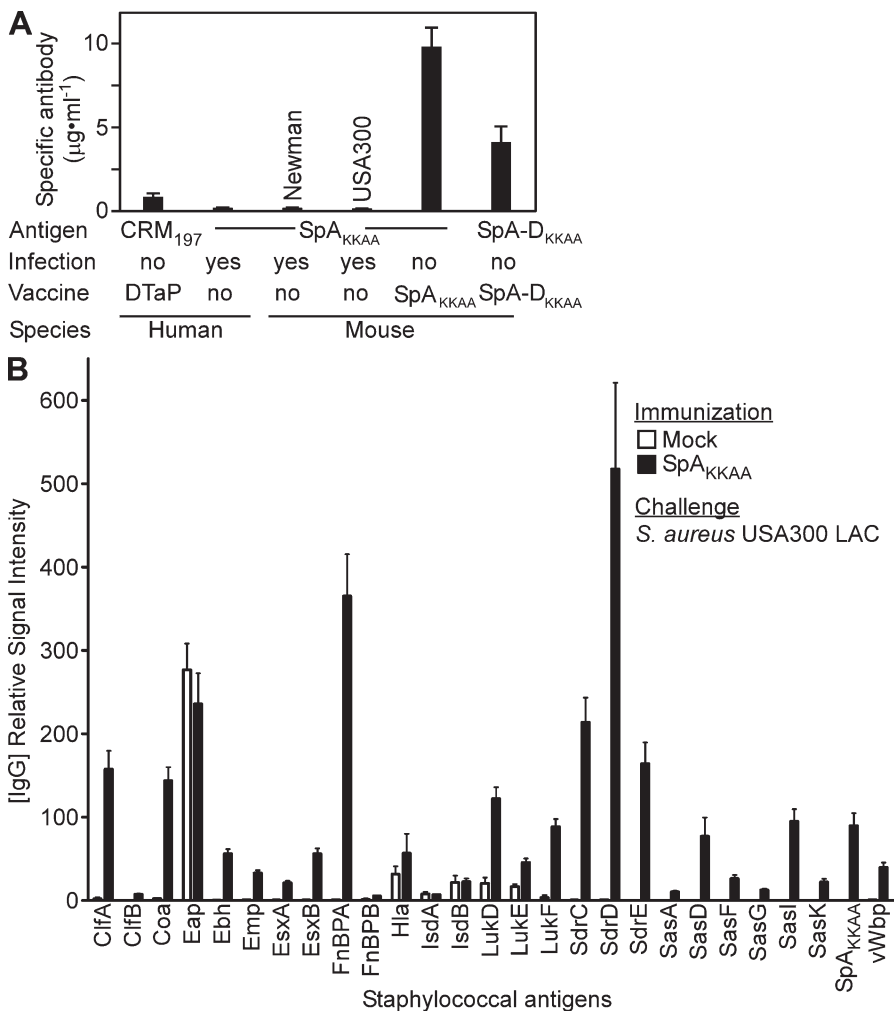 A
Specific antibody
(µg•ml-1)
10
5
0
Newman
USA300
Antigen CRM197 SpAKKAA SpA-DKKAA
Infection no yes yes yes no no
Vaccine DTaP no no no SpAKKAA SpA-DKKAA
Species Human Mouse
B
[IgG] Relative Signal Intensity
600
500
400
300
200
100
0
Immunization
Mock
SpAKKAA
Challenge
S. aureus USA300 LAC
ClfA ClfB Coa Eap Ebh Emp EsxA EsxB FnBPA FnBPB Hla IsdA IsdB LukD LukE LukF SdrC SdrD SdrE SasA SasD SasF SasG SasI SasK SpAKKAA vWbp
Staphylococcal antigens